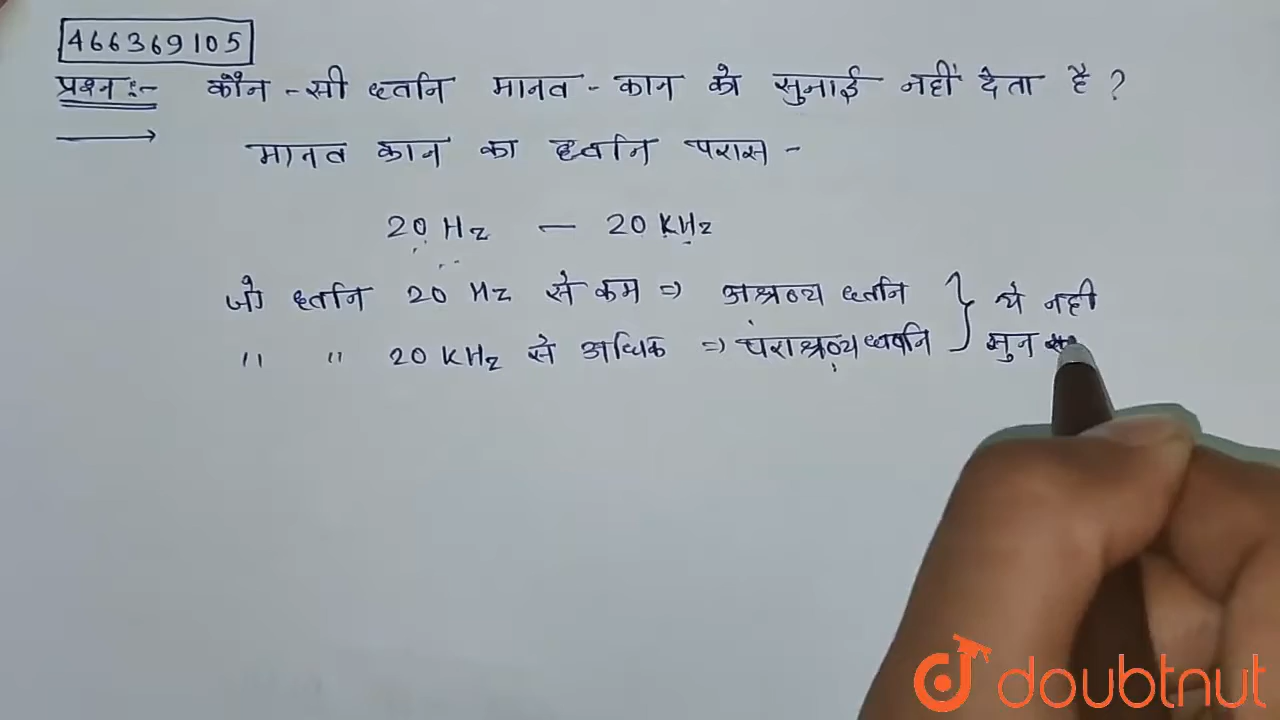 466369105
प्रश्न :- कौन - सी ध्वनि मानव - कान को सुनाई नहीं देता है ?
मानव कान का ध्वनि परास -
20 Hz — 20 KHz
जो ध्वनि 20 Hz से कम ⇒ अश्रव्य ध्वनि } ये नही
" " 20 KHz से अधिक ⇒ पराश्रव्य ध्वनि } सुन
doubtnut